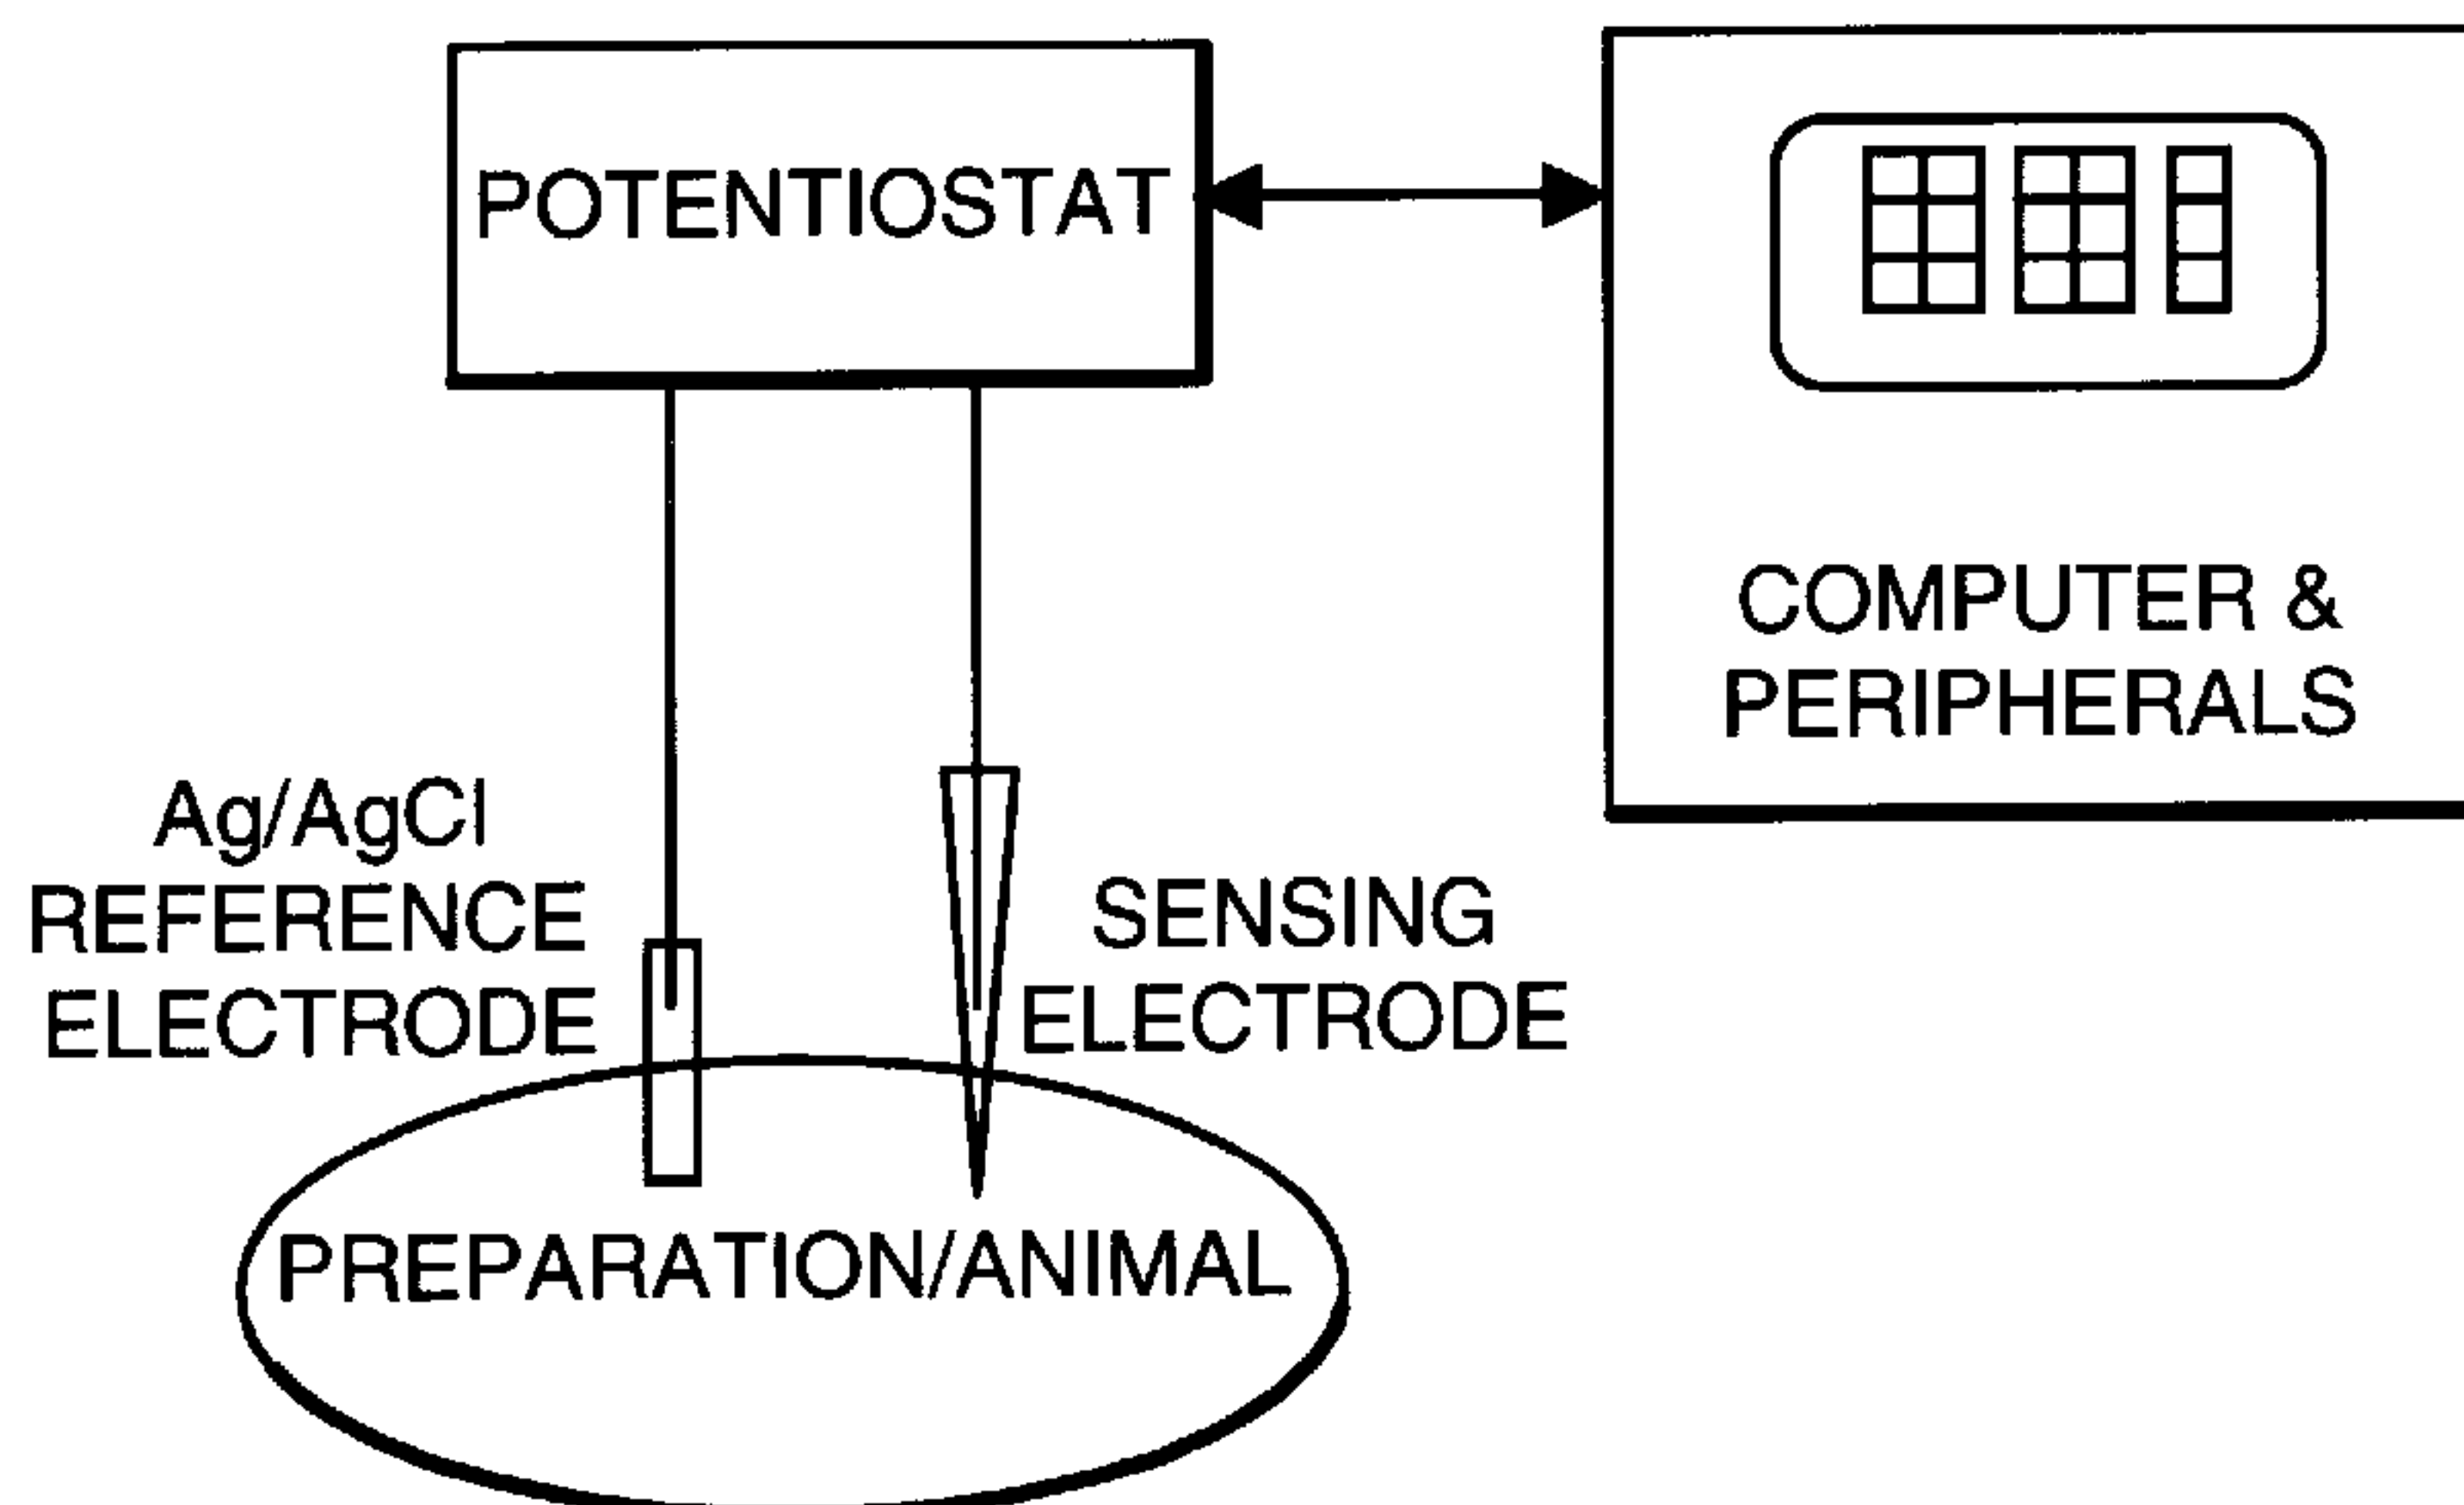 POTENTIOSTAT
COMPUTER &
PERIPHERALS
Ag/AgCl
REFERENCE
ELECTRODE
SENSING
ELECTRODE
PREPARATION/ANIMAL